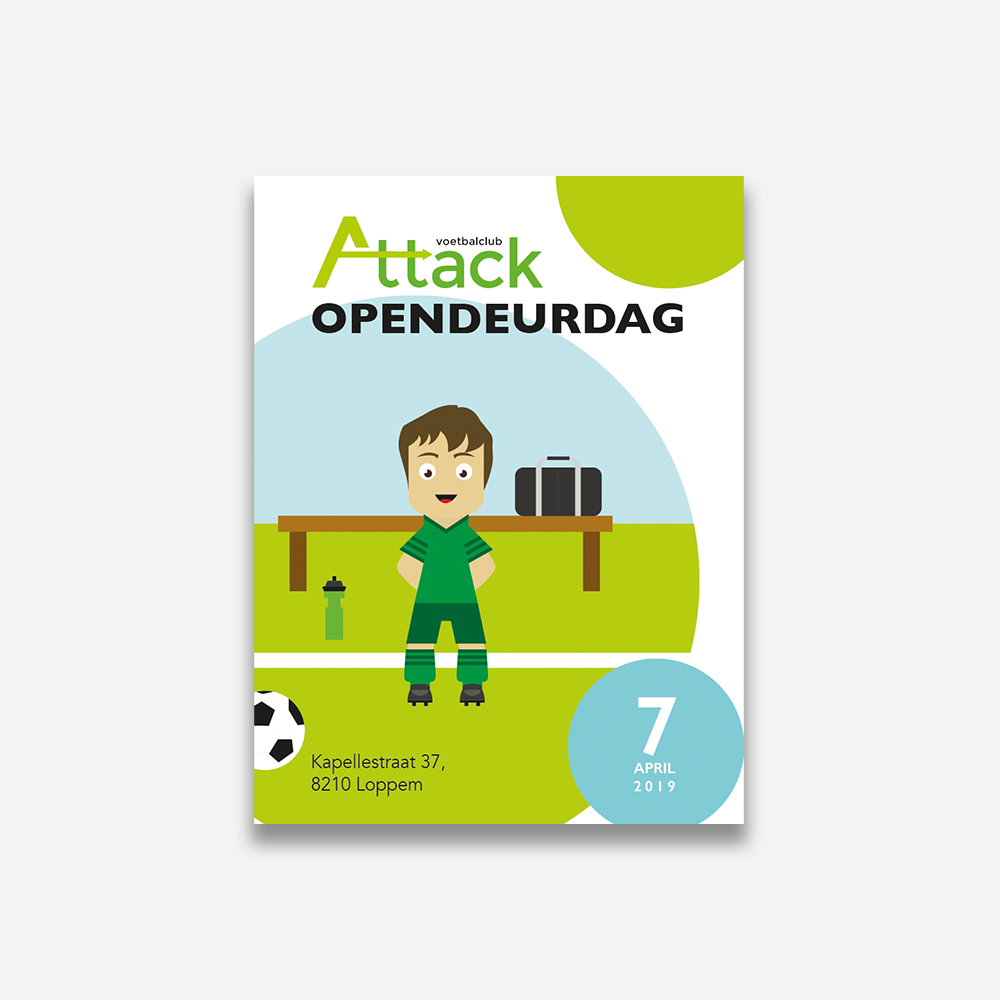 voetbalclub
Attack
OPENDEURDAG
Kapellestraat 37,
8210 Loppem
7
APRIL
2019